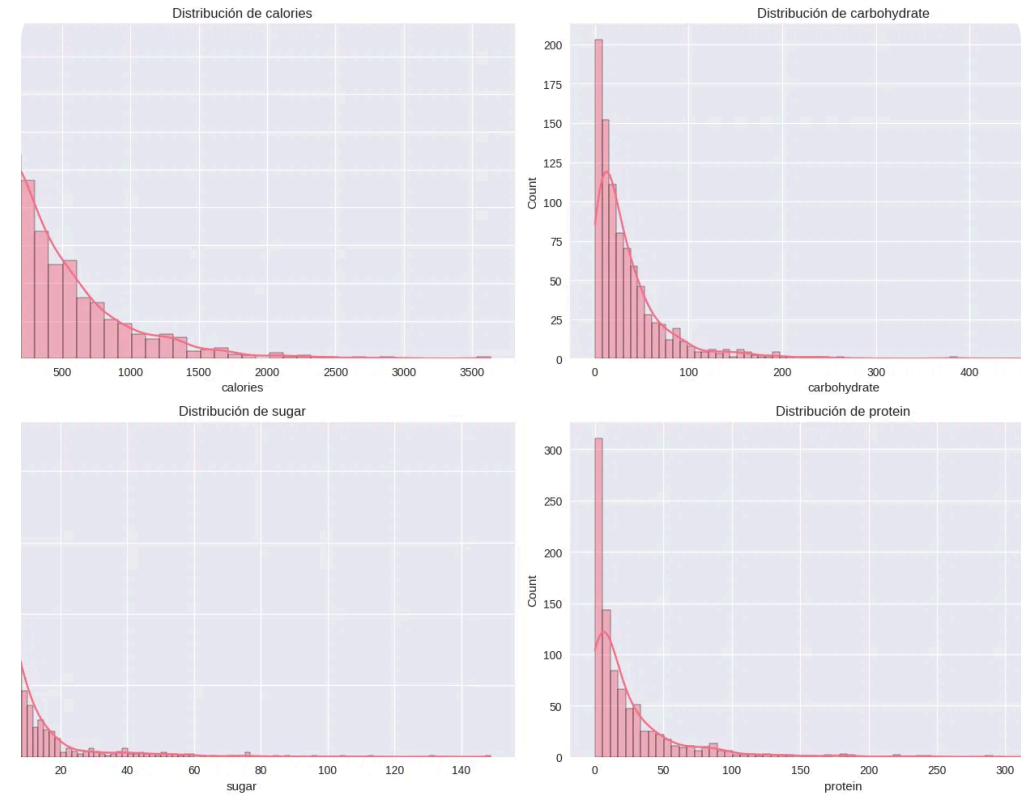 Distribución de calories
500 1000 1500 2000 2500 3000 3500
calories
Distribución de carbohydrate
200
175
150
125
100
75
50
25
0
Count
0 100 200 300 400
carbohydrate
Distribución de sugar
20 40 60 80 100 120 140
sugar
Distribución de protein
300
250
200
150
100
50
0
Count
0 50 100 150 200 250 300
protein